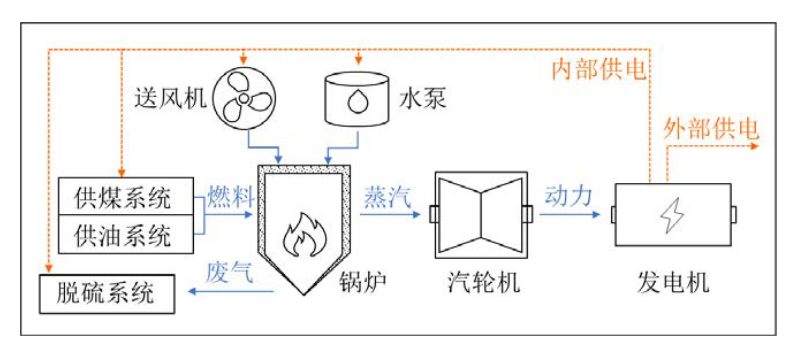 内部供电
送风机
水泵
外部供电
供煤系统
燃料
蒸汽
动力
供油系统
废气
脱硫系统
锅炉
汽轮机
发电机